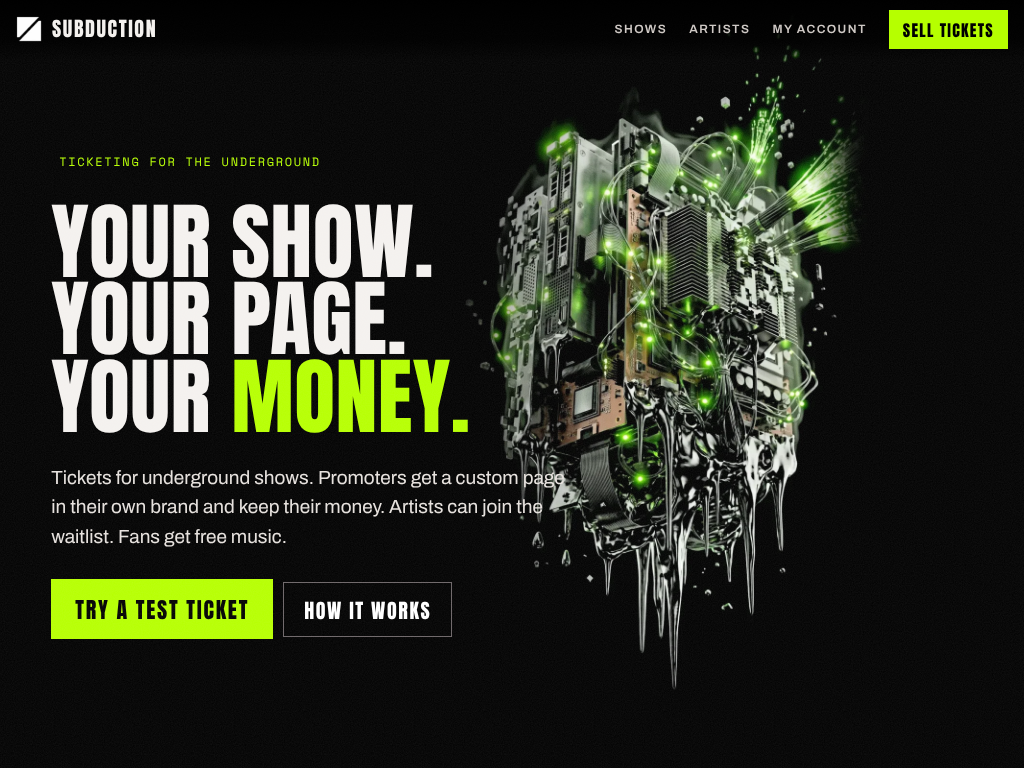 SUBDUCTION
SHOWS
ARTISTS
MY ACCOUNT
SELL TICKETS
TICKETING FOR THE UNDERGROUND
YOUR SHOW.
YOUR PAGE.
YOUR MONEY.
Tickets for underground shows. Promoters get a custom page
in their own brand and keep their money. Artists can join the
waitlist. Fans get free music.
TRY A TEST TICKET
HOW IT WORKS